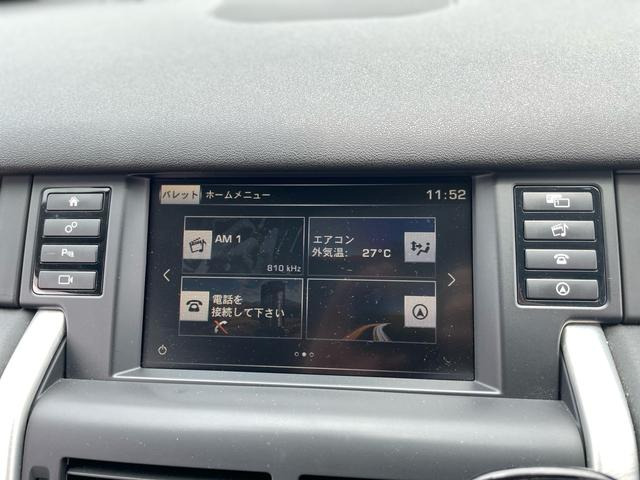 バレット ホームメニュー 11:52
AM 1
810 kHz
エアコン
外気温: 27°C
電話を
接続して下さい